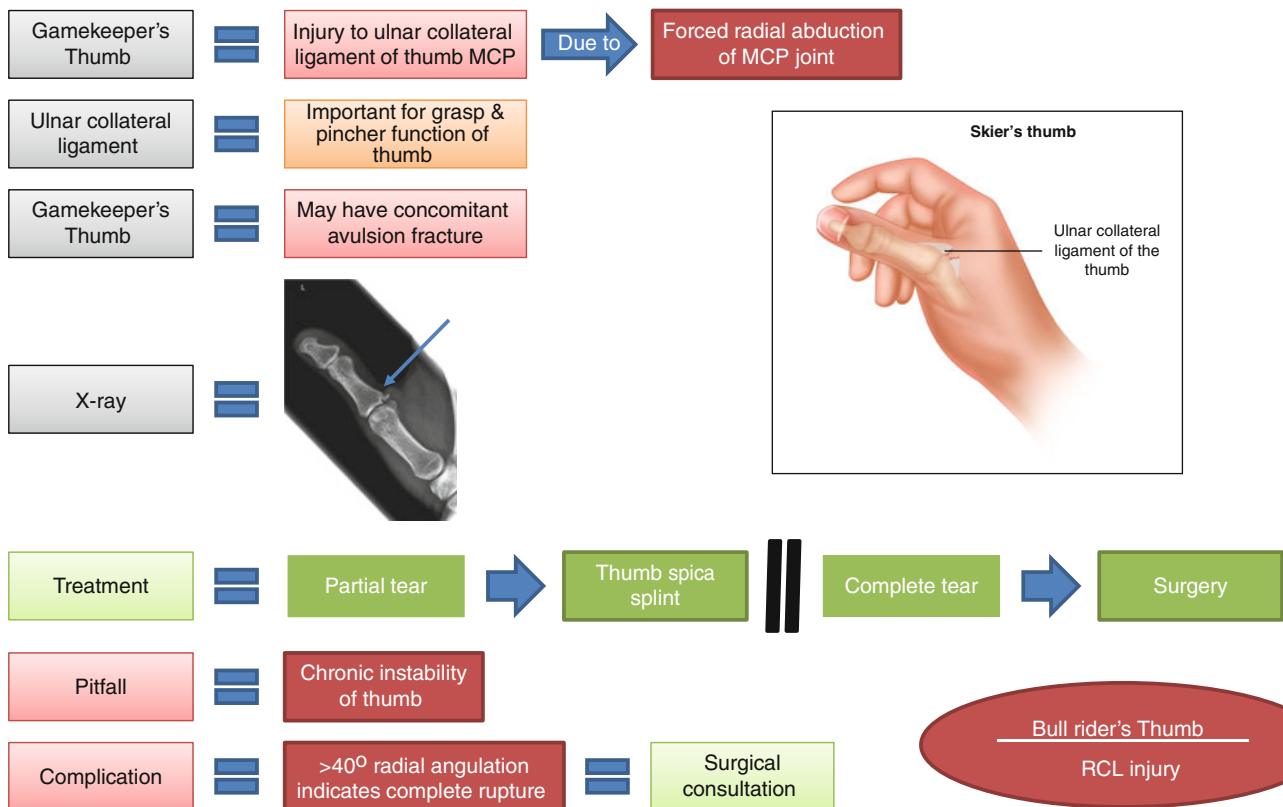 Gamekeeper's
Thumb
Injury to ulnar collateral
ligament of thumb MCP
Due to
Forced radial abduction
of MCP joint
Ulnar collateral
ligament
Important for grasp &
pincher function of
thumb
Gamekeeper's
Thumb
May have concomitant
avulsion fracture
Skier's thumb
Ulnar collateral
ligament of the
thumb
X-ray
L
Treatment
Partial tear
Thumb spica
splint
Complete tear
Surgery
Pitfall
Chronic instability
of thumb
Complication
>40O radial angulation
indicates complete rupture
Surgical
consultation
Bull rider's Thumb
RCL injury